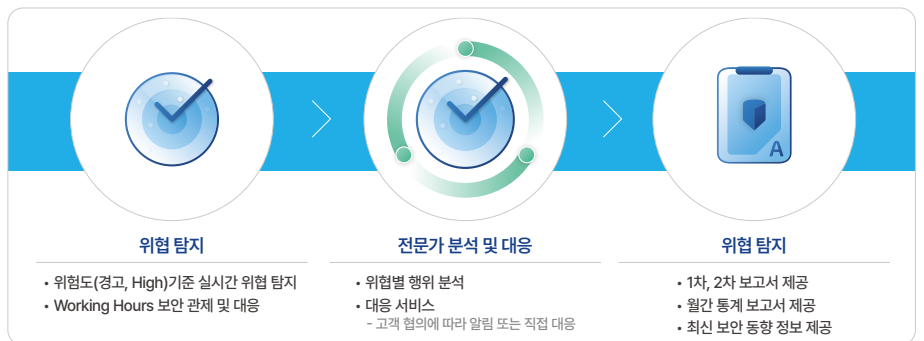 A
위협 탐지
• 위험도(경고, High)기준 실시간 위협 탐지
• Working Hours 보안 관제 및 대응
전문가 분석 및 대응
• 위협별 행위 분석
• 대응 서비스
- 고객 협의에 따라 알림 또는 직접 대응
위협 탐지
• 1차, 2차 보고서 제공
• 월간 통계 보고서 제공
• 최신 보안 동향 정보 제공